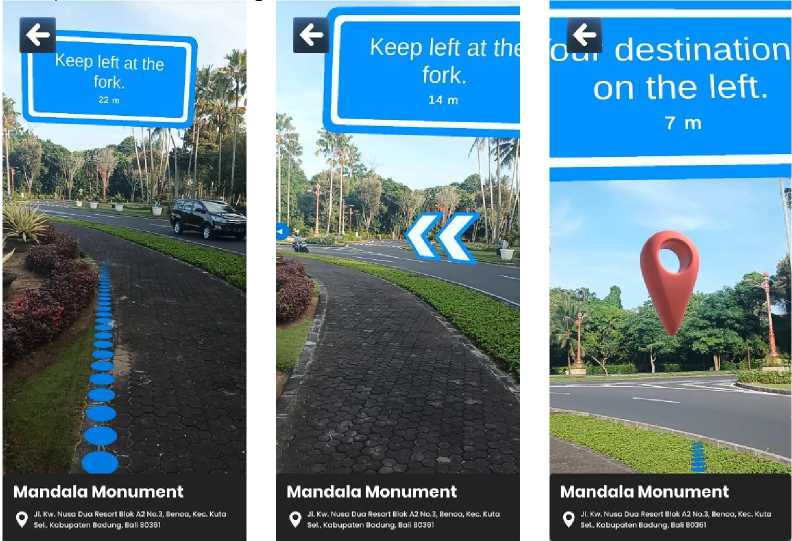 Keep left at the
fork.
22 m
Mandala Monument
Jl. Kw. Nusa Dua Resort Blok A2 No.3, Benoa, Kec. Kuta
Sel., Kabupaten Badung, Bali 80361
Keep left at the
fork.
14 m
Mandala Monument
Jl. Kw. Nusa Dua Resort Blok A2 No.3, Benoa, Kec. Kuta
Sel., Kabupaten Badung, Bali 80361
Your destination
on the left.
7 m
Mandala Monument
Jl. Kw. Nusa Dua Resort Blok A2 No.3, Benoa, Kec. Kuta
Sel., Kabupaten Badung, Bali 80361